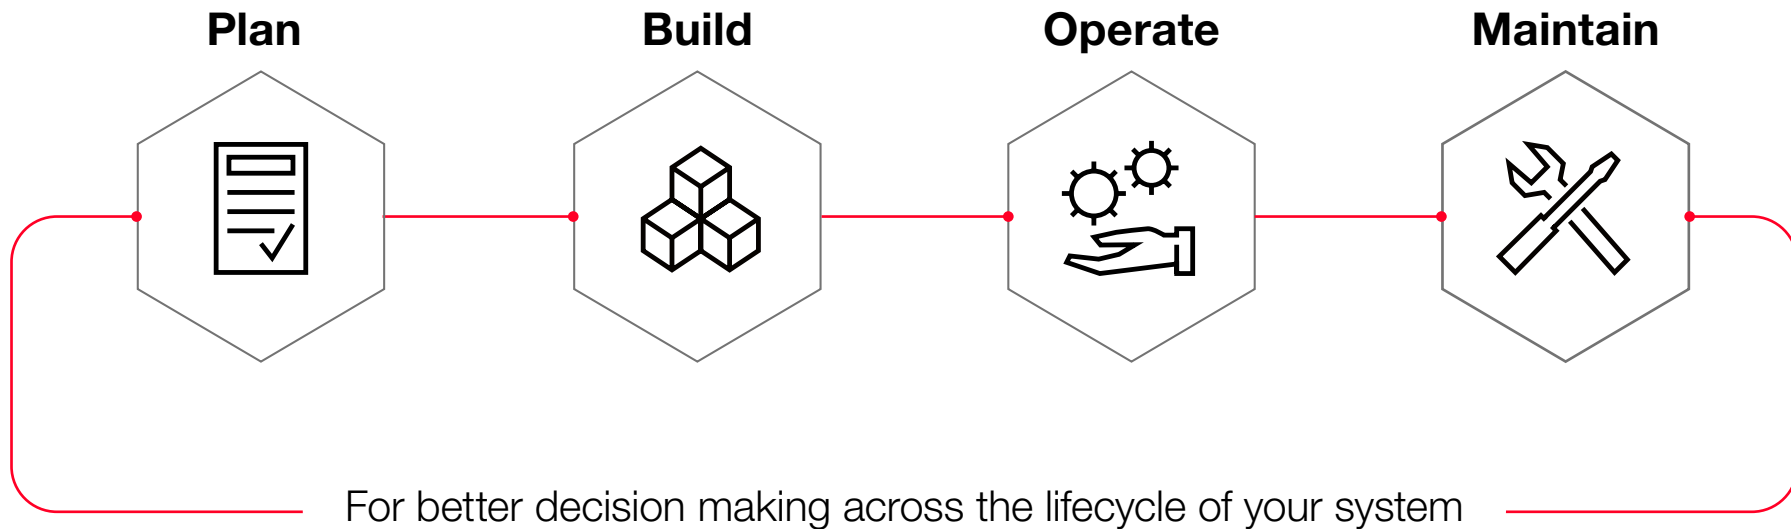 Plan
Build
Operate
Maintain
For better decision making across the lifecycle of your system